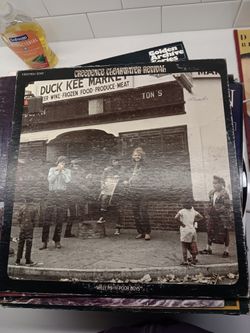 Golden
Archive
Series
CREEDENCE CLEARWATER REVIVAL
DUCK KEE MARKET
BEER WINE FROZEN FOOD PRODUCE MEAT
TON'S
"WILLY AND THE POOR BOYS"